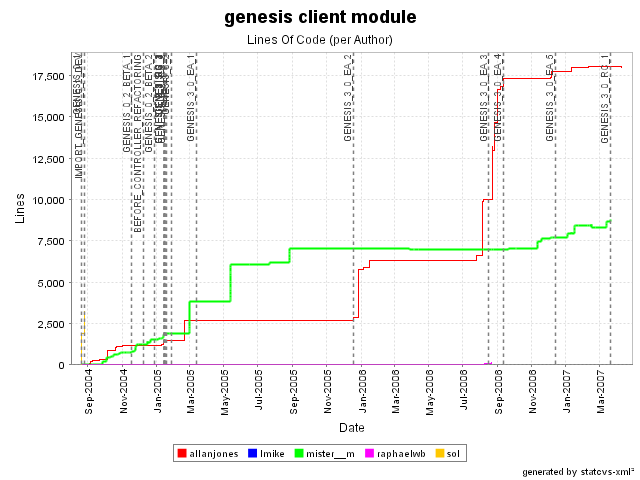 genesis client module
Lines Of Code (per Author)
Lines
17,500
15,000
12,500
10,000
7,500
5,000
2,500
0
GENESIS_0_2_BETA_1
BEFORE_CONTROLLER_REFACTORING
GENESIS_0_2_BETA_2
GENESIS_3_0_EA_1
GENESIS_3_0_EA_2
GENESIS_3_0_EA_3
GENESIS_3_0_EA_4
GENESIS_3_0_EA_5
GENESIS_3_0_RC_1
Sep-2004
Nov-2004
Jan-2005
Mar-2005
May-2005
Jul-2005
Sep-2005
Nov-2005
Jan-2006
Mar-2006
May-2006
Jul-2006
Sep-2006
Nov-2006
Jan-2007
Mar-2007
Date
allanjones lmike mister__m raphaelwb sol
generated by statcvs-xml²